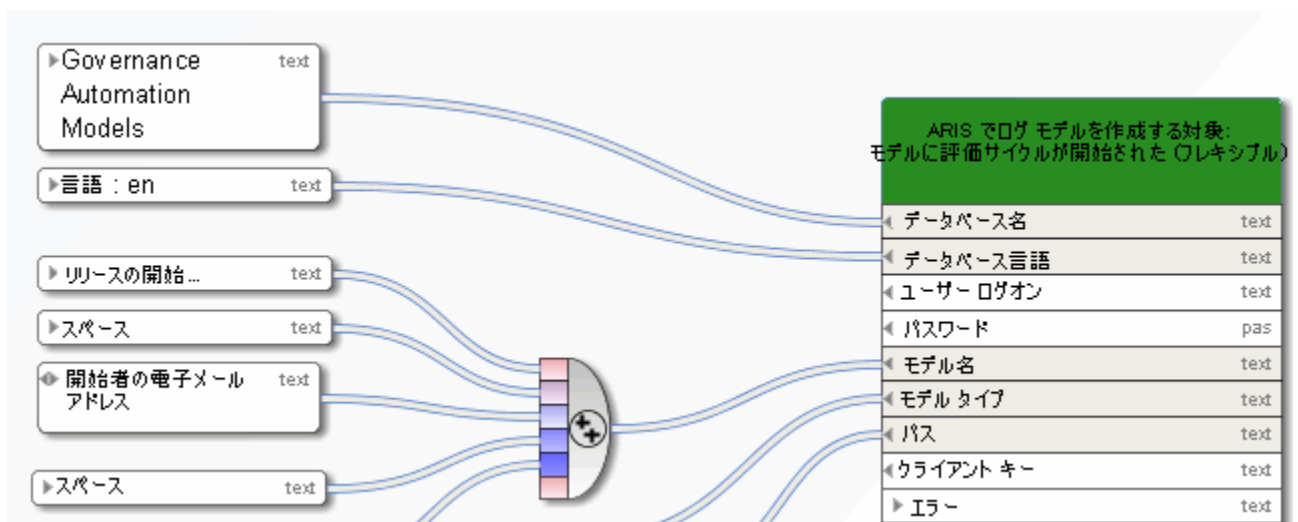 Governance text
Automation
Models
言語 : en text
リリースの開始... text
スペース text
開始者の電子メール text
アドレス
スペース text
ARIS でログ モデルを作成する対象:
モデルに評価サイクルが開始された (フレキシブル)
データベース名 text
データベース言語 text
ユーザー ログオン text
パスワード pas
モデル名 text
モデル タイプ text
パス text
クライアント キー text
エラー text